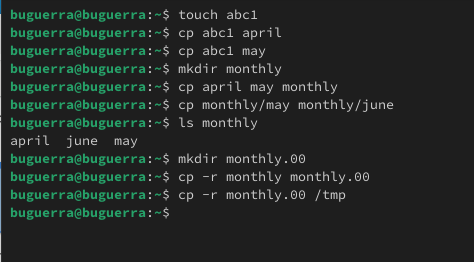 buguerra@buguerra:~$ touch abc1
buguerra@buguerra:~$ cp abc1 april
buguerra@buguerra:~$ cp abc1 may
buguerra@buguerra:~$ mkdir monthly
buguerra@buguerra:~$ cp april may monthly
buguerra@buguerra:~$ cp monthly/may monthly/june
buguerra@buguerra:~$ ls monthly
april  june  may
buguerra@buguerra:~$ mkdir monthly.00
buguerra@buguerra:~$ cp -r monthly monthly.00
buguerra@buguerra:~$ cp -r monthly.00 /tmp
buguerra@buguerra:~$